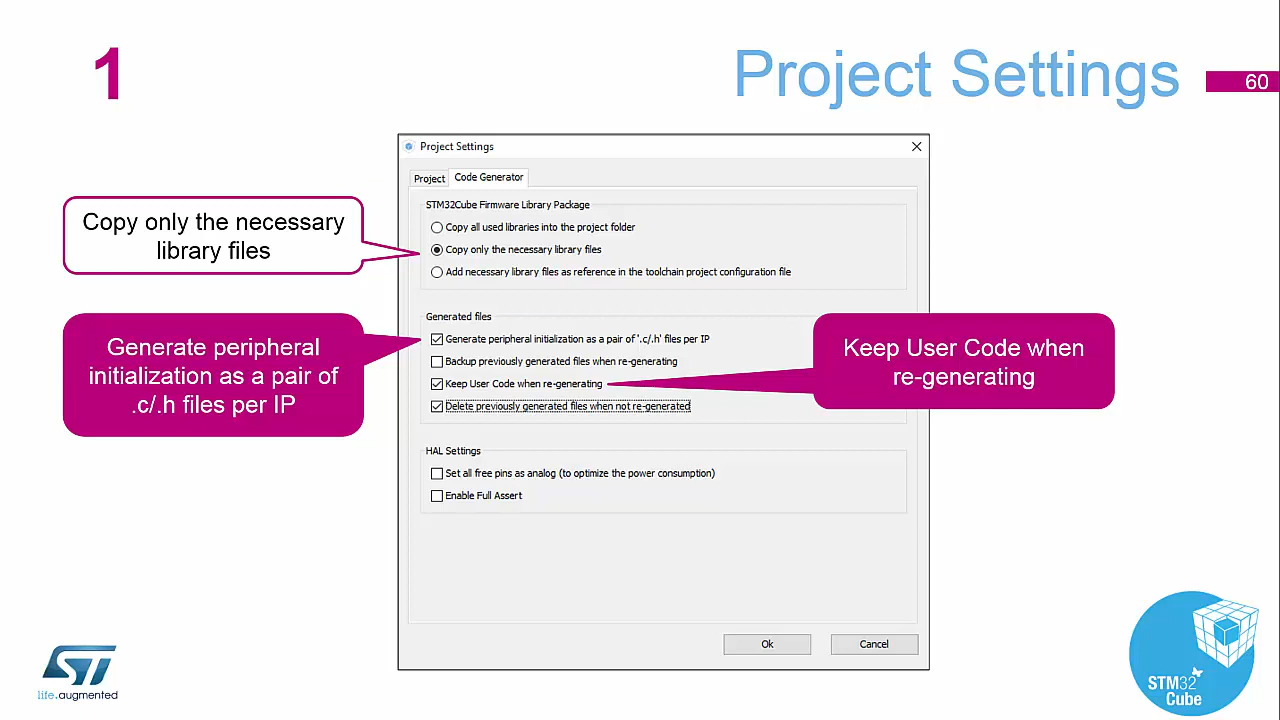 1
Project Settings
60
Project Settings
Project
Code Generator
STM32Cube Firmware Library Package
Copy all used libraries into the project folder
Copy only the necessary library files
Add necessary library files as reference in the toolchain project configuration file
Copy only the necessary
library files
Generated files
Generate peripheral initialization as a pair of '.c/.h' files per IP
Backup previously generated files when re-generating
Keep User Code when re-generating
Delete previously generated files when not re-generated
Generate peripheral
initialization as a pair of
.c/.h files per IP
Keep User Code when
re-generating
HAL Settings
Set all free pins as analog (to optimize the power consumption)
Enable Full Assert
Ok
Cancel
ST
life.augmented
STM32
Cube